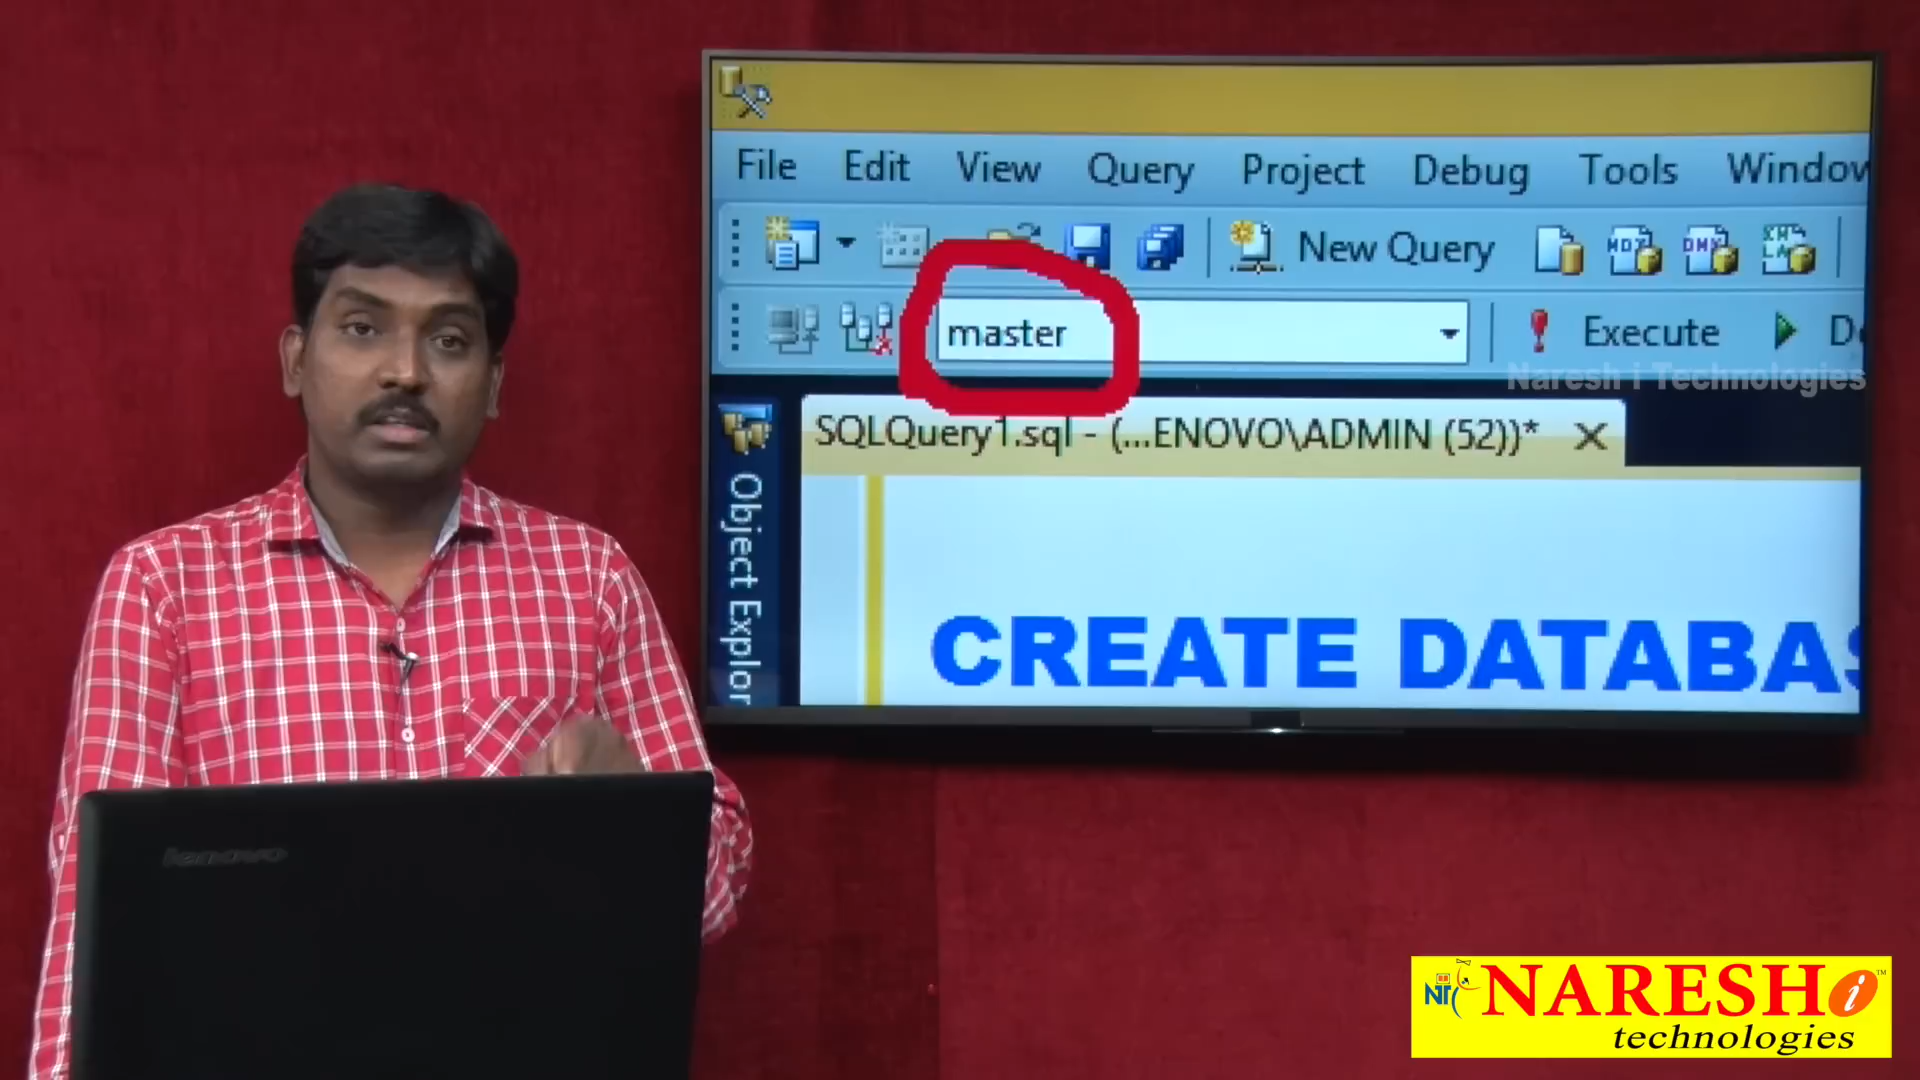 File Edit View Query Project Debug Tools Window
New Query
master
Execute
Naresh i Technologies
SQLQuery1.sql - (...ENOVO\ADMIN (52))*
Object Explor
CREATE DATABAS
lenovo
NARESH i
technologies